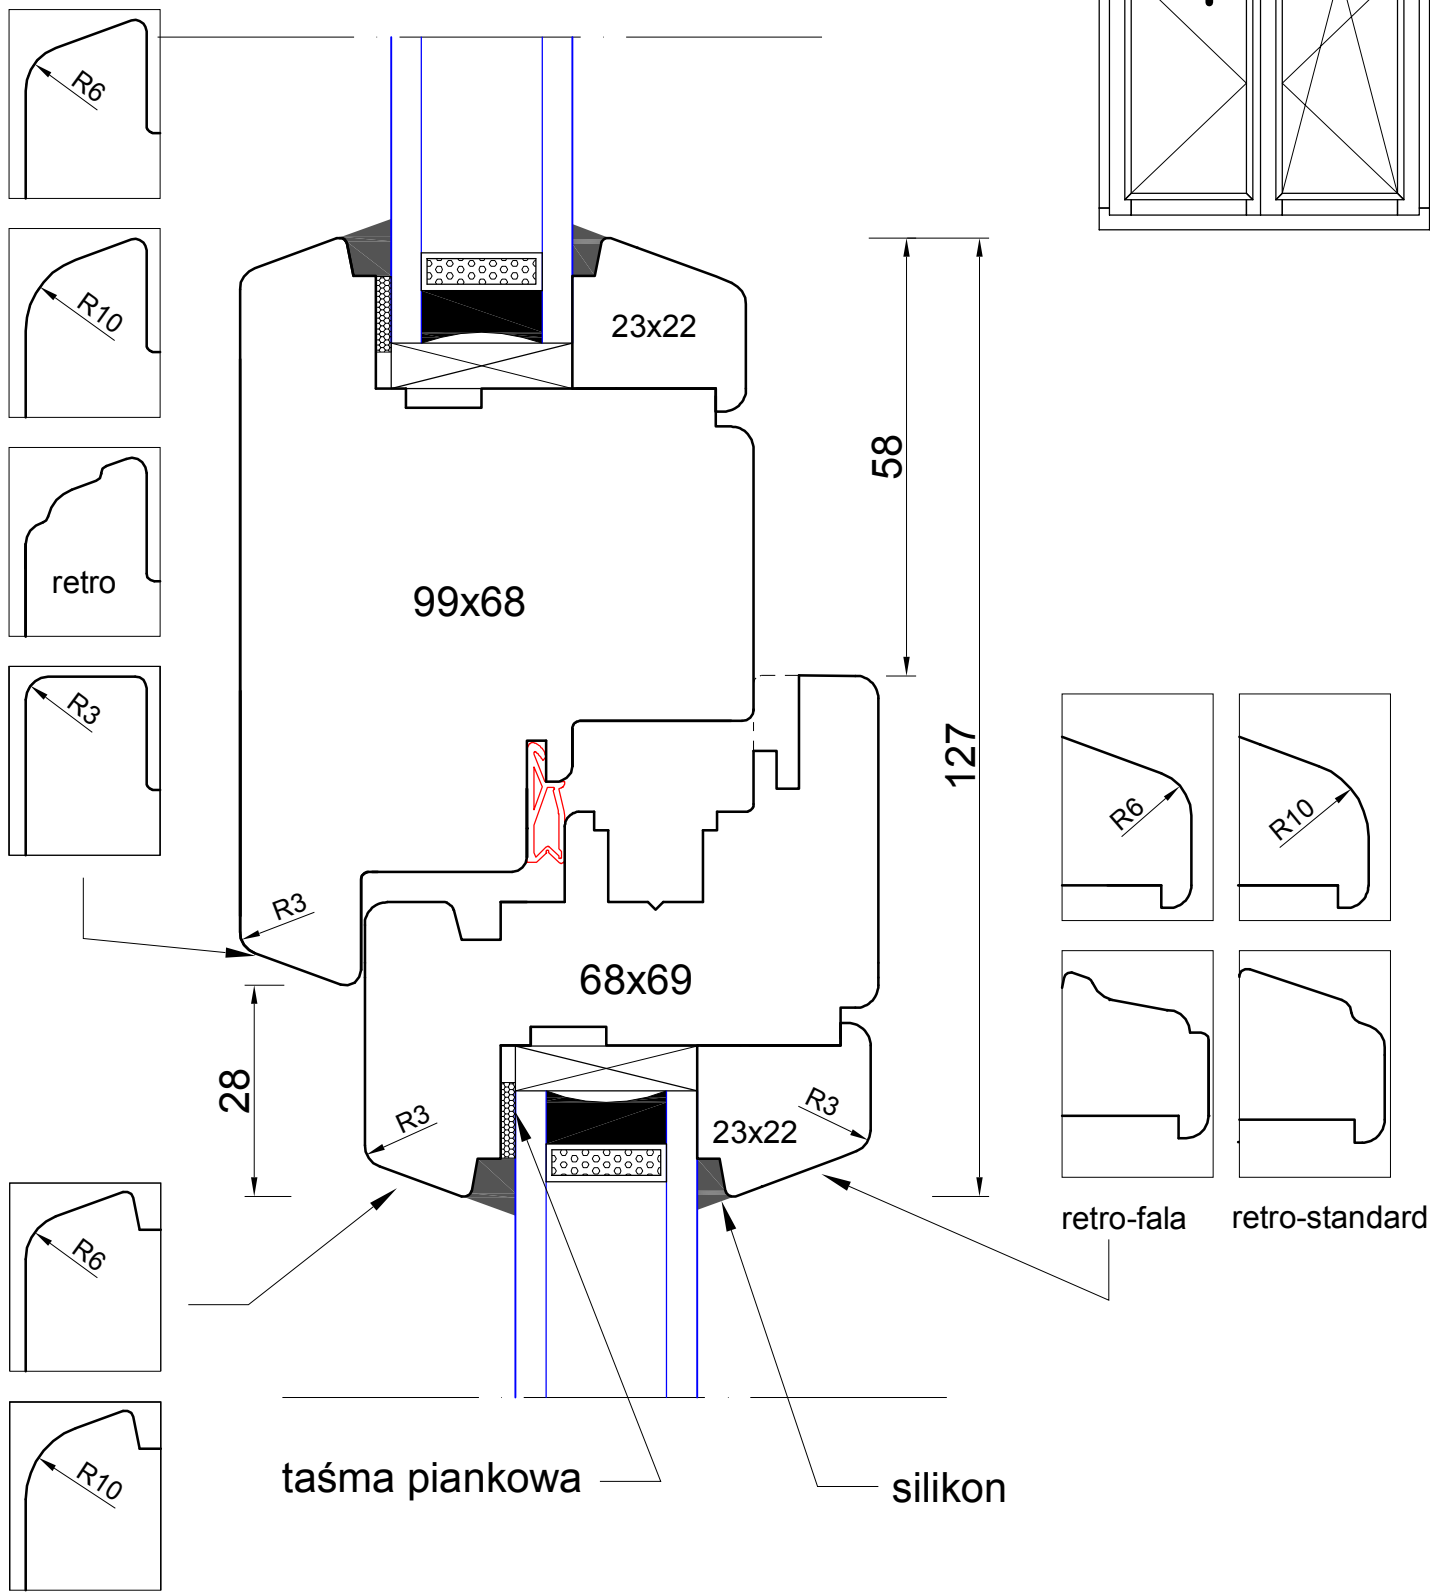 R6
R10
23x22
58
99x68
retro
R3
127
R6
R10
R3
68x69
28
R3
R3
23x22
retro-fala
retro-standard
R6
taśma piankowa
silikon
R10